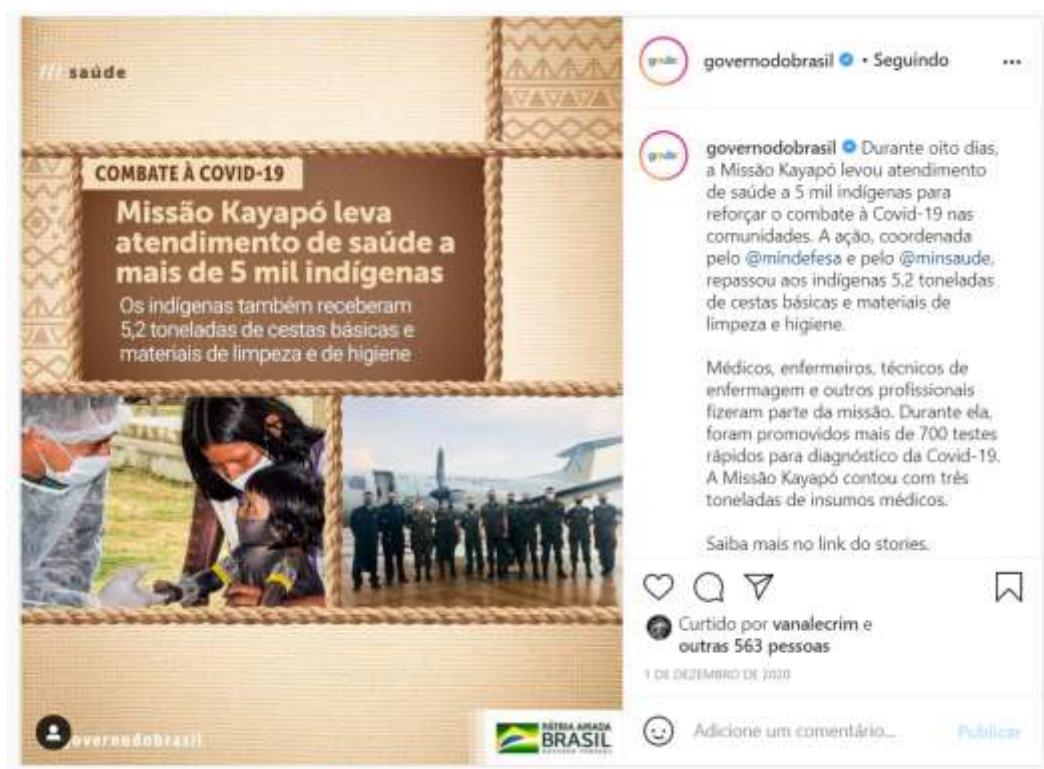 /// saúde
COMBATE À COVID-19
Missão Kayapó leva
atendimento de saúde a
mais de 5 mil indígenas
Os indígenas também receberam
5,2 toneladas de cestas básicas e
materiais de limpeza e de higiene
governodobrasil
PÁTRIA AMADA
BRASIL
GOVERNO FEDERAL
governodobrasil • Seguindo
governodobrasil Durante oito dias,
a Missão Kayapó levou atendimento
de saúde a 5 mil indígenas para
reforçar o combate à Covid-19 nas
comunidades. A ação, coordenada
pelo @mindefesa e pelo @minsaude,
repassou aos indígenas 5,2 toneladas
de cestas básicas e materiais de
limpeza e higiene.
Médicos, enfermeiros, técnicos de
enfermagem e outros profissionais
fizeram parte da missão. Durante ela,
foram promovidos mais de 700 testes
rápidos para diagnóstico da Covid-19.
A Missão Kayapó contou com três
toneladas de insumos médicos.
Saiba mais no link do stories.
Curtido por vanalecrim e
outras 563 pessoas
1 DE DEZEMBRO DE 2020
Adicione um comentário... Publicar